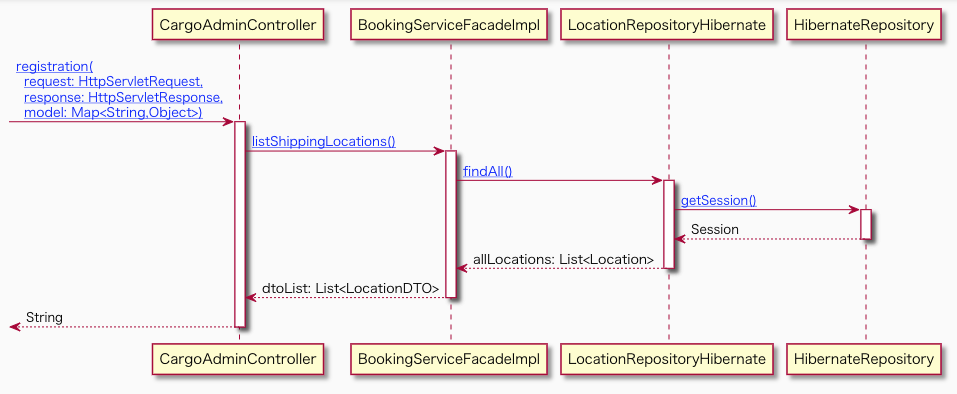 CargoAdminController
BookingServiceFacadeImpl
LocationRepositoryHibernate
HibernateRepository
registration(
request: HttpServletRequest,
response: HttpServletResponse,
model: Map<String,Object>)
listShippingLocations()
findAll()
getSession()
Session
allLocations: List<Location>
dtoList: List<LocationDTO>
String
CargoAdminController
BookingServiceFacadeImpl
LocationRepositoryHibernate
HibernateRepository